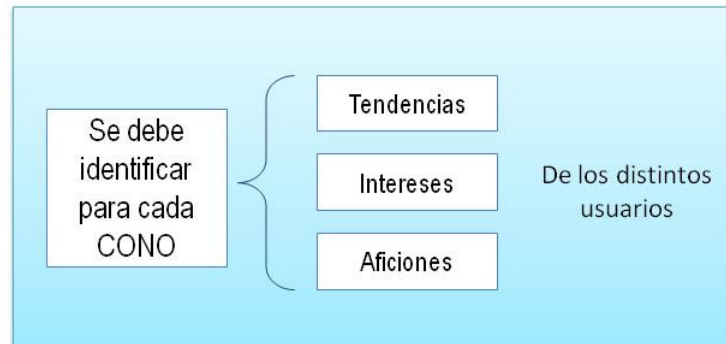 Se debe
identificar
para cada
CONO
Tendencias
Intereses
Aficiones
De los distintos
usuarios